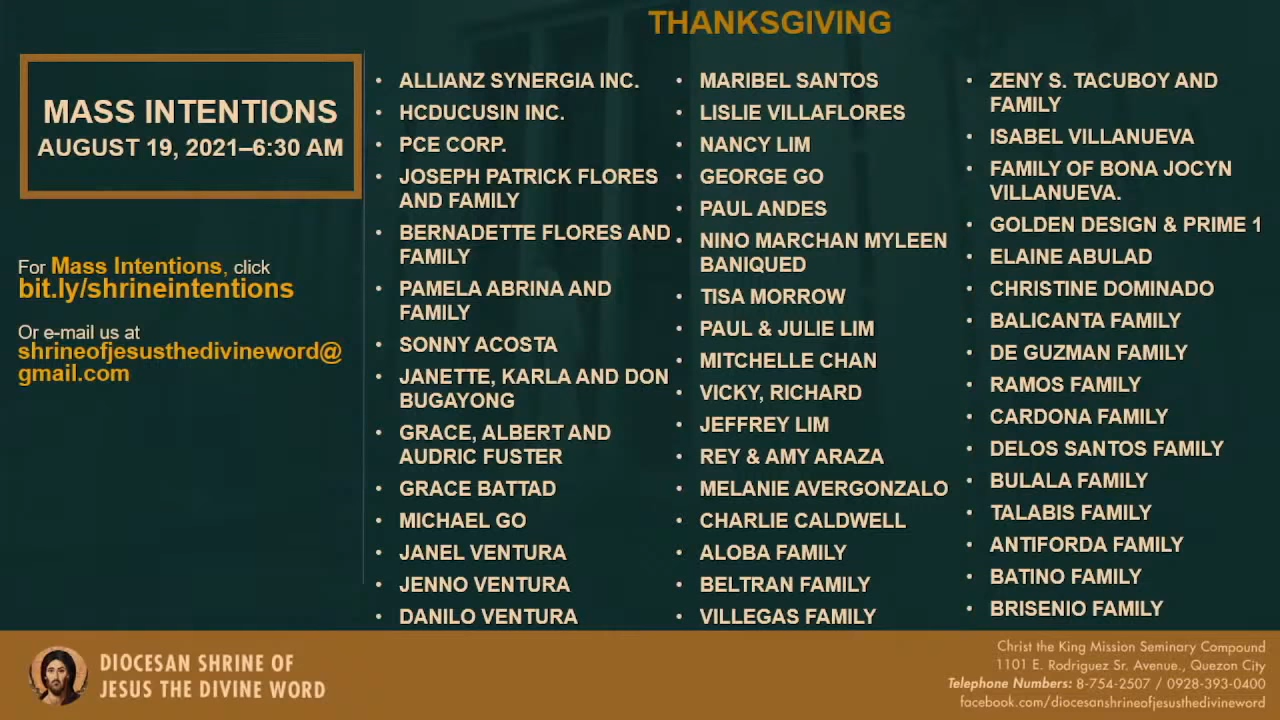 THANKSGIVING
MASS INTENTIONS
AUGUST 19, 2021–6:30 AM
For Mass Intentions, click
bit.ly/shrineintentions
Or e-mail us at
shrineofjesusthedivineword@
gmail.com
• ALLIANZ SYNERGIA INC.
• HCDUCUSIN INC.
• PCE CORP.
• JOSEPH PATRICK FLORES
AND FAMILY
• BERNADETTE FLORES AND
FAMILY
• PAMELA ABRINA AND
FAMILY
• SONNY ACOSTA
• JANETTE, KARLA AND DON
BUGAYONG
• GRACE, ALBERT AND
AUDRIC FUSTER
• GRACE BATTAD
• MICHAEL GO
• JANEL VENTURA
• JENNO VENTURA
• DANILO VENTURA
• MARIBEL SANTOS
• LISLIE VILLAFLORES
• NANCY LIM
• GEORGE GO
• PAUL ANDES
• NINO MARCHAN MYLEEN
BANIQUED
• TISA MORROW
• PAUL & JULIE LIM
• MITCHELLE CHAN
• VICKY, RICHARD
• JEFFREY LIM
• REY & AMY ARAZA
• MELANIE AVERGONZALO
• CHARLIE CALDWELL
• ALOBA FAMILY
• BELTRAN FAMILY
• VILLEGAS FAMILY
• ZENY S. TACUBOY AND
FAMILY
• ISABEL VILLANUEVA
• FAMILY OF BONA JOCYN
VILLANUEVA.
• GOLDEN DESIGN & PRIME 1
• ELAINE ABULAD
• CHRISTINE DOMINADO
• BALICANTA FAMILY
• DE GUZMAN FAMILY
• RAMOS FAMILY
• CARDONA FAMILY
• DELOS SANTOS FAMILY
• BULALA FAMILY
• TALABIS FAMILY
• ANTIFORDA FAMILY
• BATINO FAMILY
• BRISENIO FAMILY
DIOCESAN SHRINE OF
JESUS THE DIVINE WORD
Christ the King Mission Seminary Compound
1101 E. Rodriguez Sr. Avenue., Quezon City
Telephone Numbers: 8-754-2507 / 0928-393-0400
facebook.com/diocesanshrineofjesusthedivineword